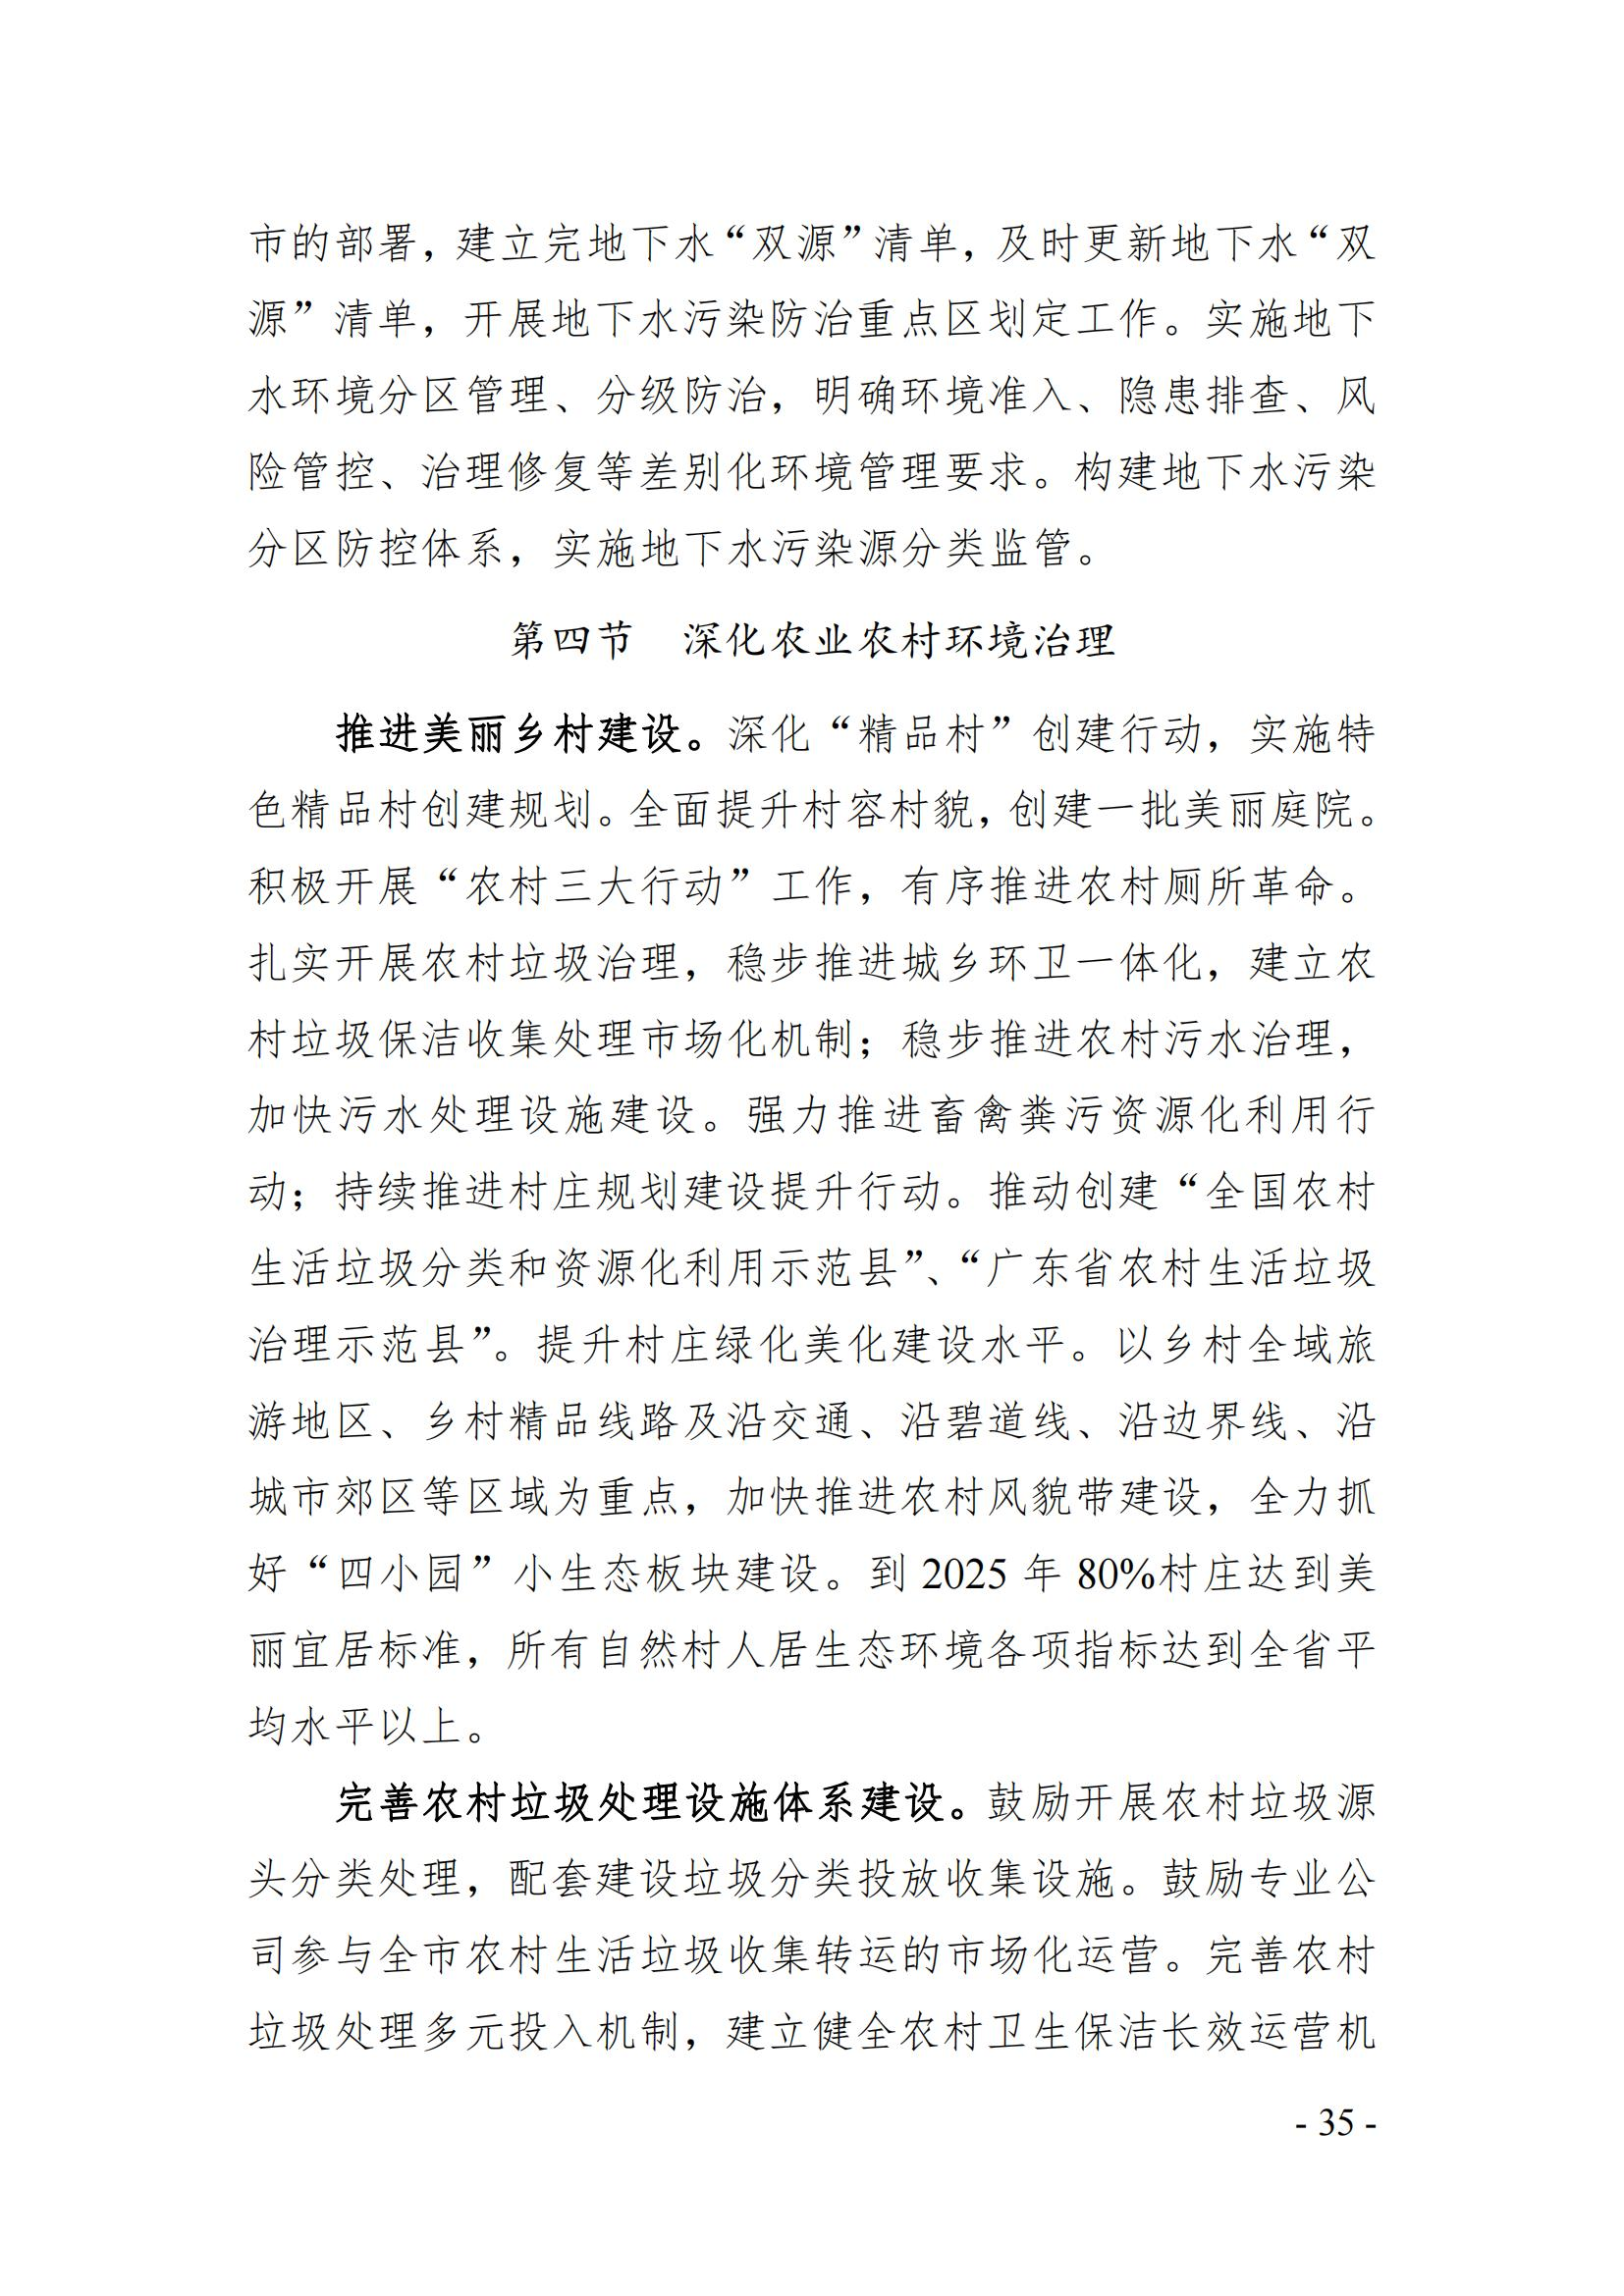 市的部署，建立完地下水“双源”清单，及时更新地下水“双
源”清单，开展地下水污染防治重点区划定工作。实施地下
水环境分区管理、分级防治，明确环境准入、隐患排查、风
险管控、治理修复等差别化环境管理要求。构建地下水污染
分区防控体系，实施地下水污染源分类监管。
第四节　深化农业农村环境治理
推进美丽乡村建设。深化“精品村”创建行动，实施特
色精品村创建规划。全面提升村容村貌，创建一批美丽庭院。
积极开展“农村三大行动”工作，有序推进农村厕所革命。
扎实开展农村垃圾治理，稳步推进城乡环卫一体化，建立农
村垃圾保洁收集处理市场化机制；稳步推进农村污水治理，
加快污水处理设施建设。强力推进畜禽粪污资源化利用行
动；持续推进村庄规划建设提升行动。推动创建“全国农村
生活垃圾分类和资源化利用示范县”、“广东省农村生活垃圾
治理示范县”。提升村庄绿化美化建设水平。以乡村全域旅
游地区、乡村精品线路及沿交通、沿碧道线、沿边界线、沿
城市郊区等区域为重点，加快推进农村风貌带建设，全力抓
好“四小园”小生态板块建设。到 2025 年 80%村庄达到美
丽宜居标准，所有自然村人居生态环境各项指标达到全省平
均水平以上。
完善农村垃圾处理设施体系建设。鼓励开展农村垃圾源
头分类处理，配套建设垃圾分类投放收集设施。鼓励专业公
司参与全市农村生活垃圾收集转运的市场化运营。完善农村
垃圾处理多元投入机制，建立健全农村卫生保洁长效运营机
- 35 -